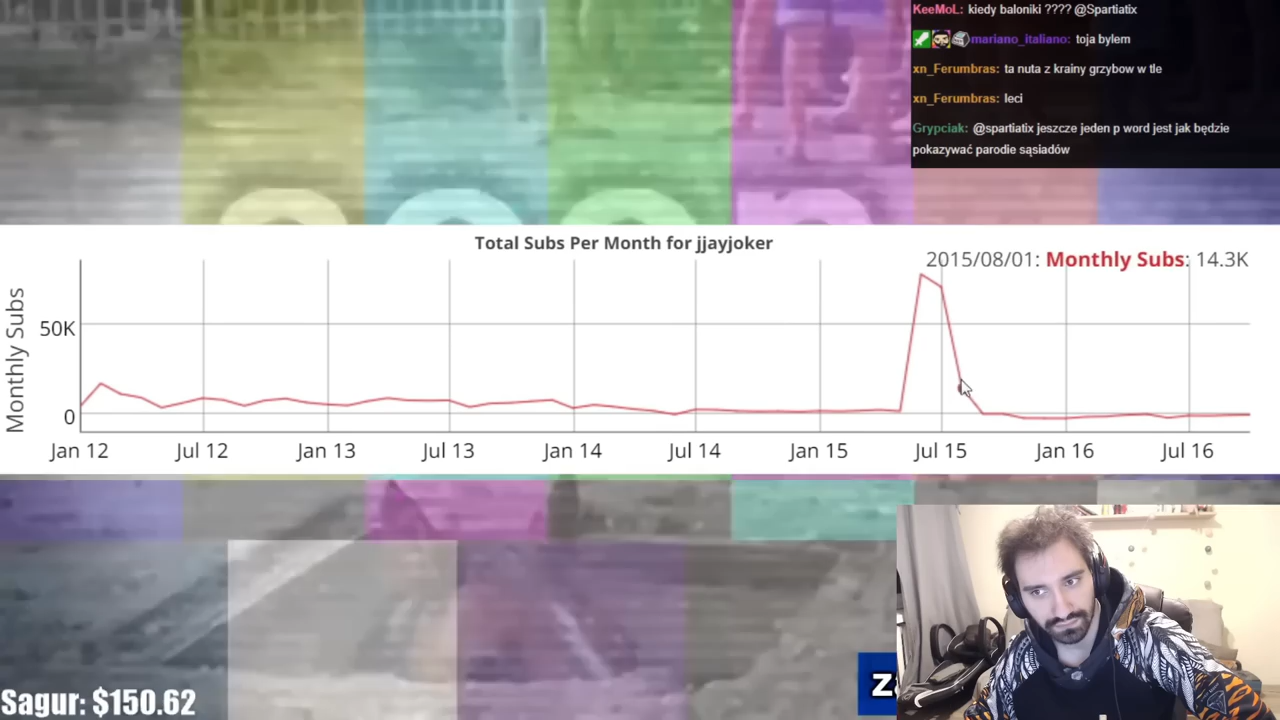 KeeMoL: kiedy baloniki ???? @Spartiatix
mariano_italiano: toja bylem
xn_Ferumbras: ta nuta z krainy grzybow w tle
xn_Ferumbras: leci
Grypciak: @spartiatix jeszcze jeden p word jest jak będzie
pokazywać parodie sąsiadów
Total Subs Per Month for jjayjoker
2015/08/01: Monthly Subs: 14.3K
Monthly Subs
50K
0
Jan 12
Jul 12
Jan 13
Jul 13
Jan 14
Jul 14
Jan 15
Jul 15
Jan 16
Jul 16
Sagur: $150.62